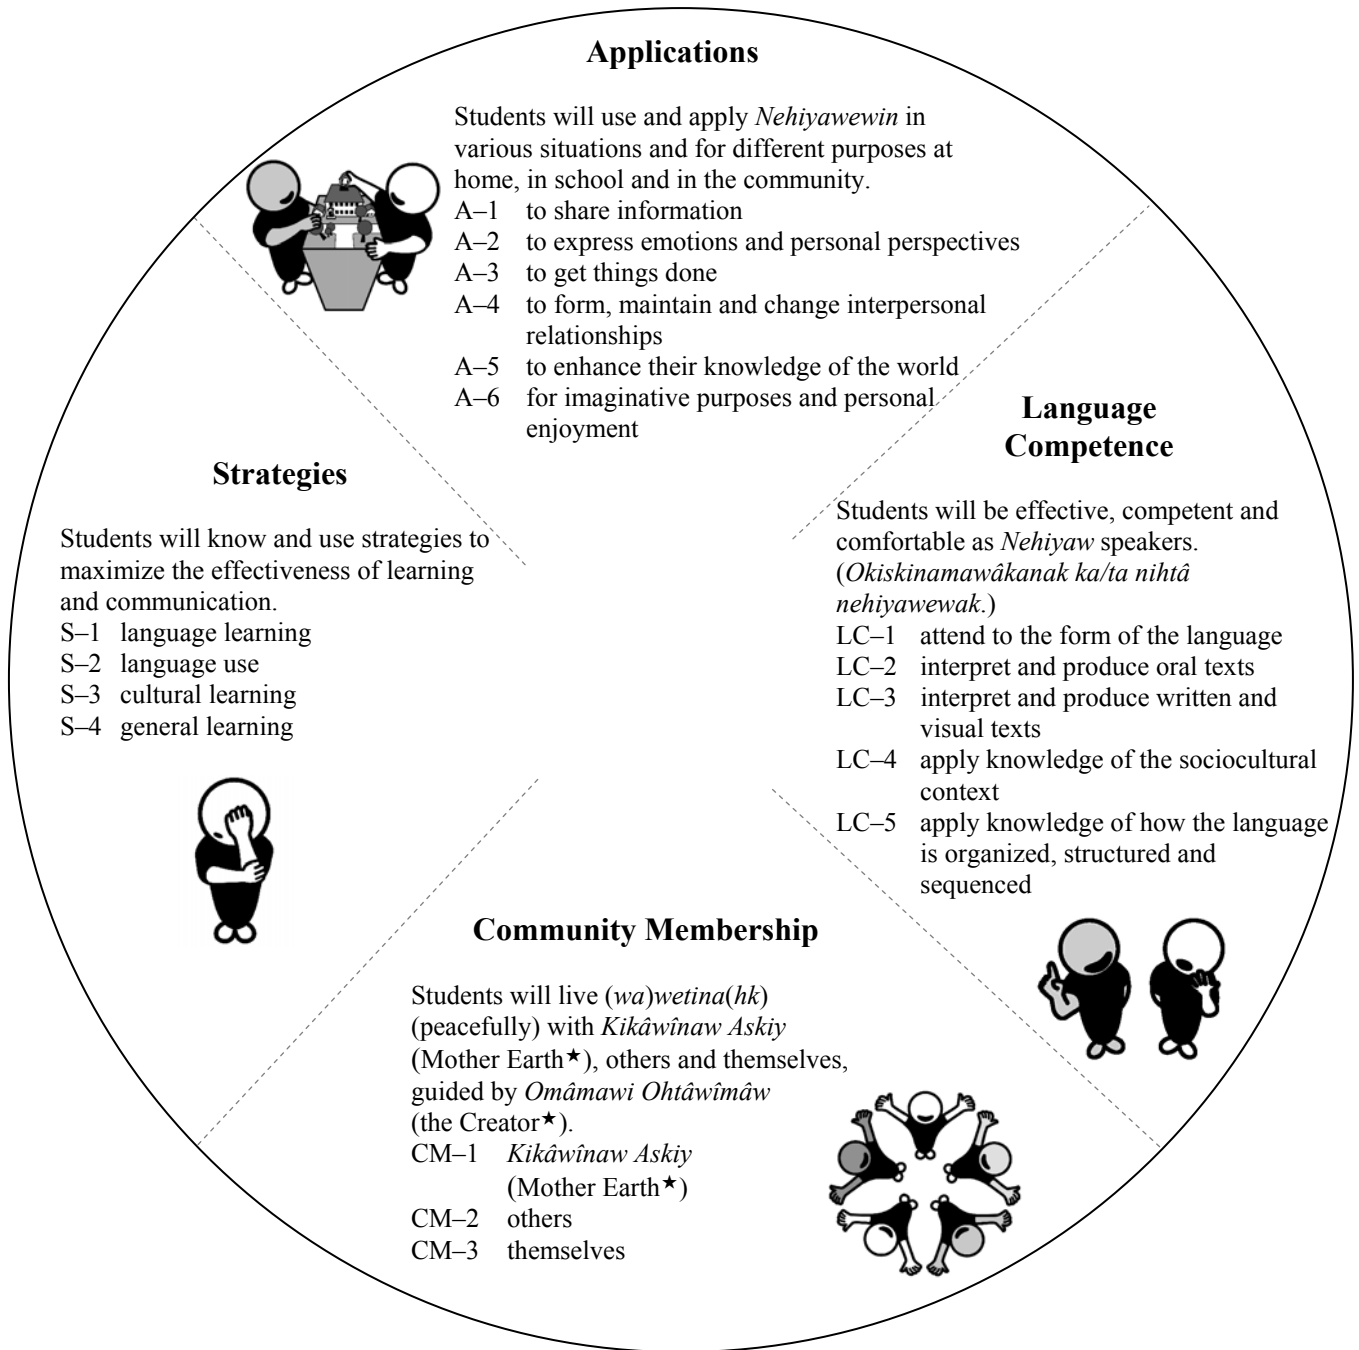 Applications
Students will use and apply Nehiyawewin in
various situations and for different purposes at
home, in school and in the community.
A–1 to share information
A–2 to express emotions and personal perspectives
A–3 to get things done
A–4 to form, maintain and change interpersonal
relationships
A–5 to enhance their knowledge of the world
A–6 for imaginative purposes and personal
enjoyment
Language
Competence
Students will be effective, competent and
comfortable as Nehiyaw speakers.
(Okiskinamawâkanak ka/ta nihtâ
nehiyawewak.)
LC–1 attend to the form of the language
LC–2 interpret and produce oral texts
LC–3 interpret and produce written and
visual texts
LC–4 apply knowledge of the sociocultural
context
LC–5 apply knowledge of how the language
is organized, structured and
sequenced
Strategies
Students will know and use strategies to
maximize the effectiveness of learning
and communication.
S–1 language learning
S–2 language use
S–3 cultural learning
S–4 general learning
Community Membership
Students will live (wa)wetina(hk)
(peacefully) with Kikâwînaw Askiy
(Mother Earth★), others and themselves,
guided by Omâmawi Ohtâwîmâw
(the Creator★).
CM–1 Kikâwînaw Askiy
(Mother Earth★)
CM–2 others
CM–3 themselves